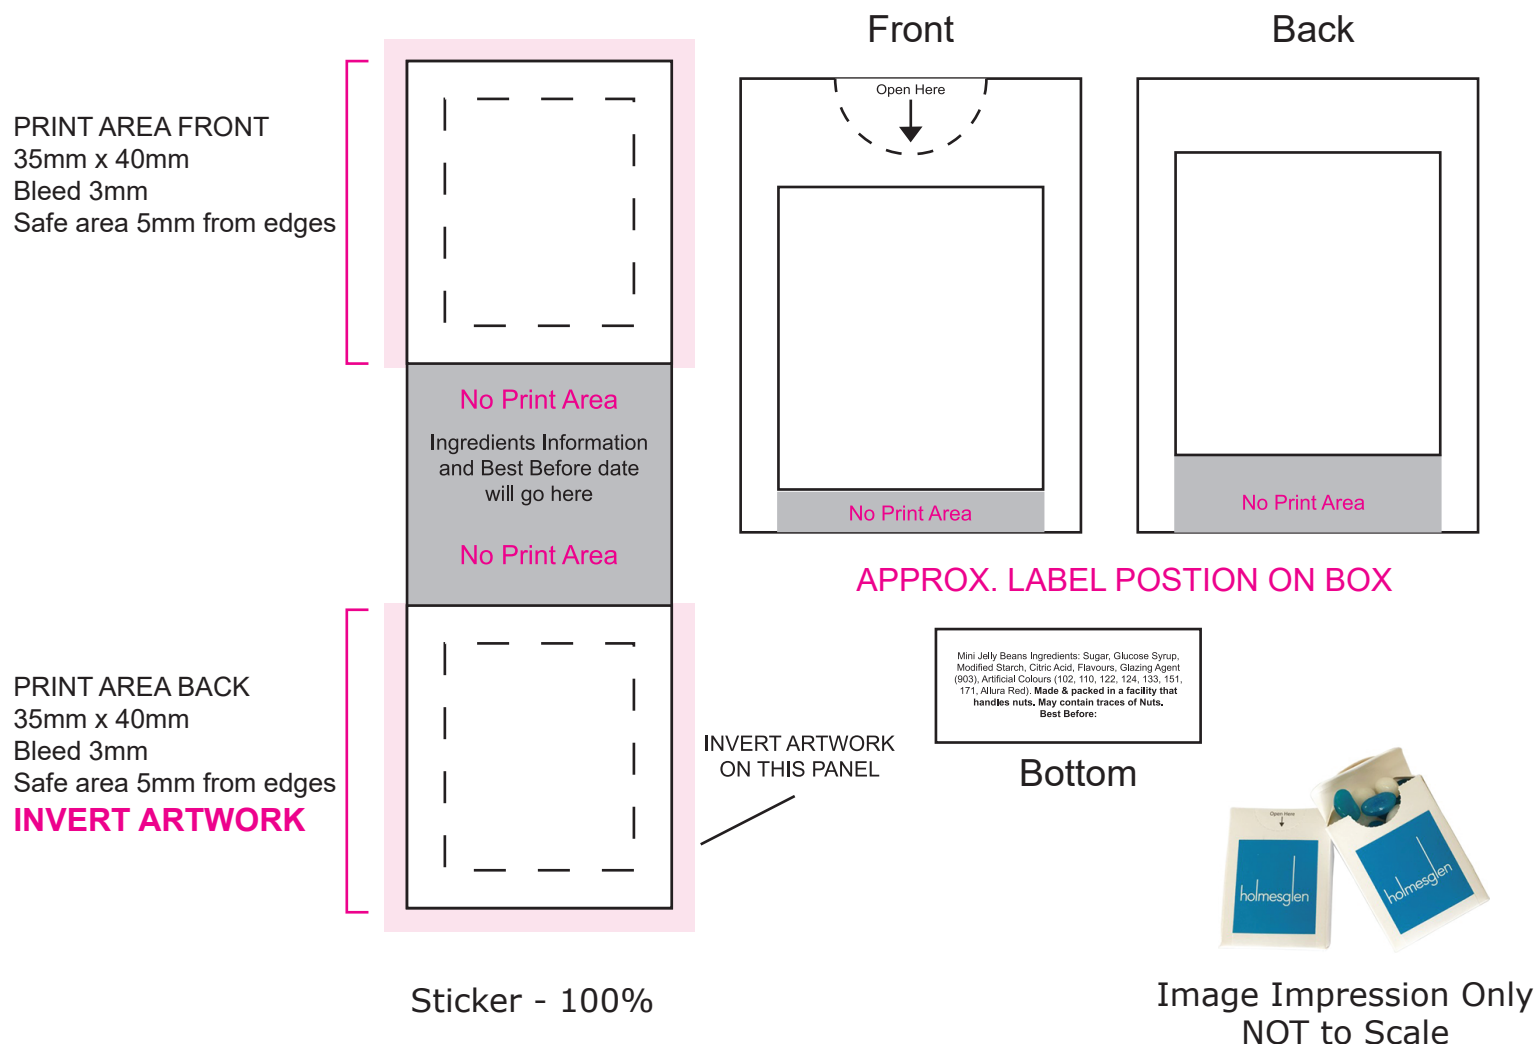 PRINT AREA FRONT
35mm x 40mm
Bleed 3mm
Safe area 5mm from edges
No Print Area
Ingredients Information
and Best Before date
will go here
No Print Area
PRINT AREA BACK
35mm x 40mm
Bleed 3mm
Safe area 5mm from edges
INVERT ARTWORK
INVERT ARTWORK
ON THIS PANEL
Sticker - 100%
Front
Open Here
No Print Area
Back
No Print Area
APPROX. LABEL POSTION ON BOX
Mini Jelly Beans Ingredients: Sugar, Glucose Syrup,
Modified Starch, Citric Acid, Flavours, Glazing Agent
(903), Artificial Colours (102, 110, 122, 124, 133, 151,
171, Allura Red). Made & packed in a facility that
handles nuts. May contain traces of Nuts.
Best Before:
Bottom
Open Here
holmesglen
holmesglen
Image Impression Only
NOT to Scale